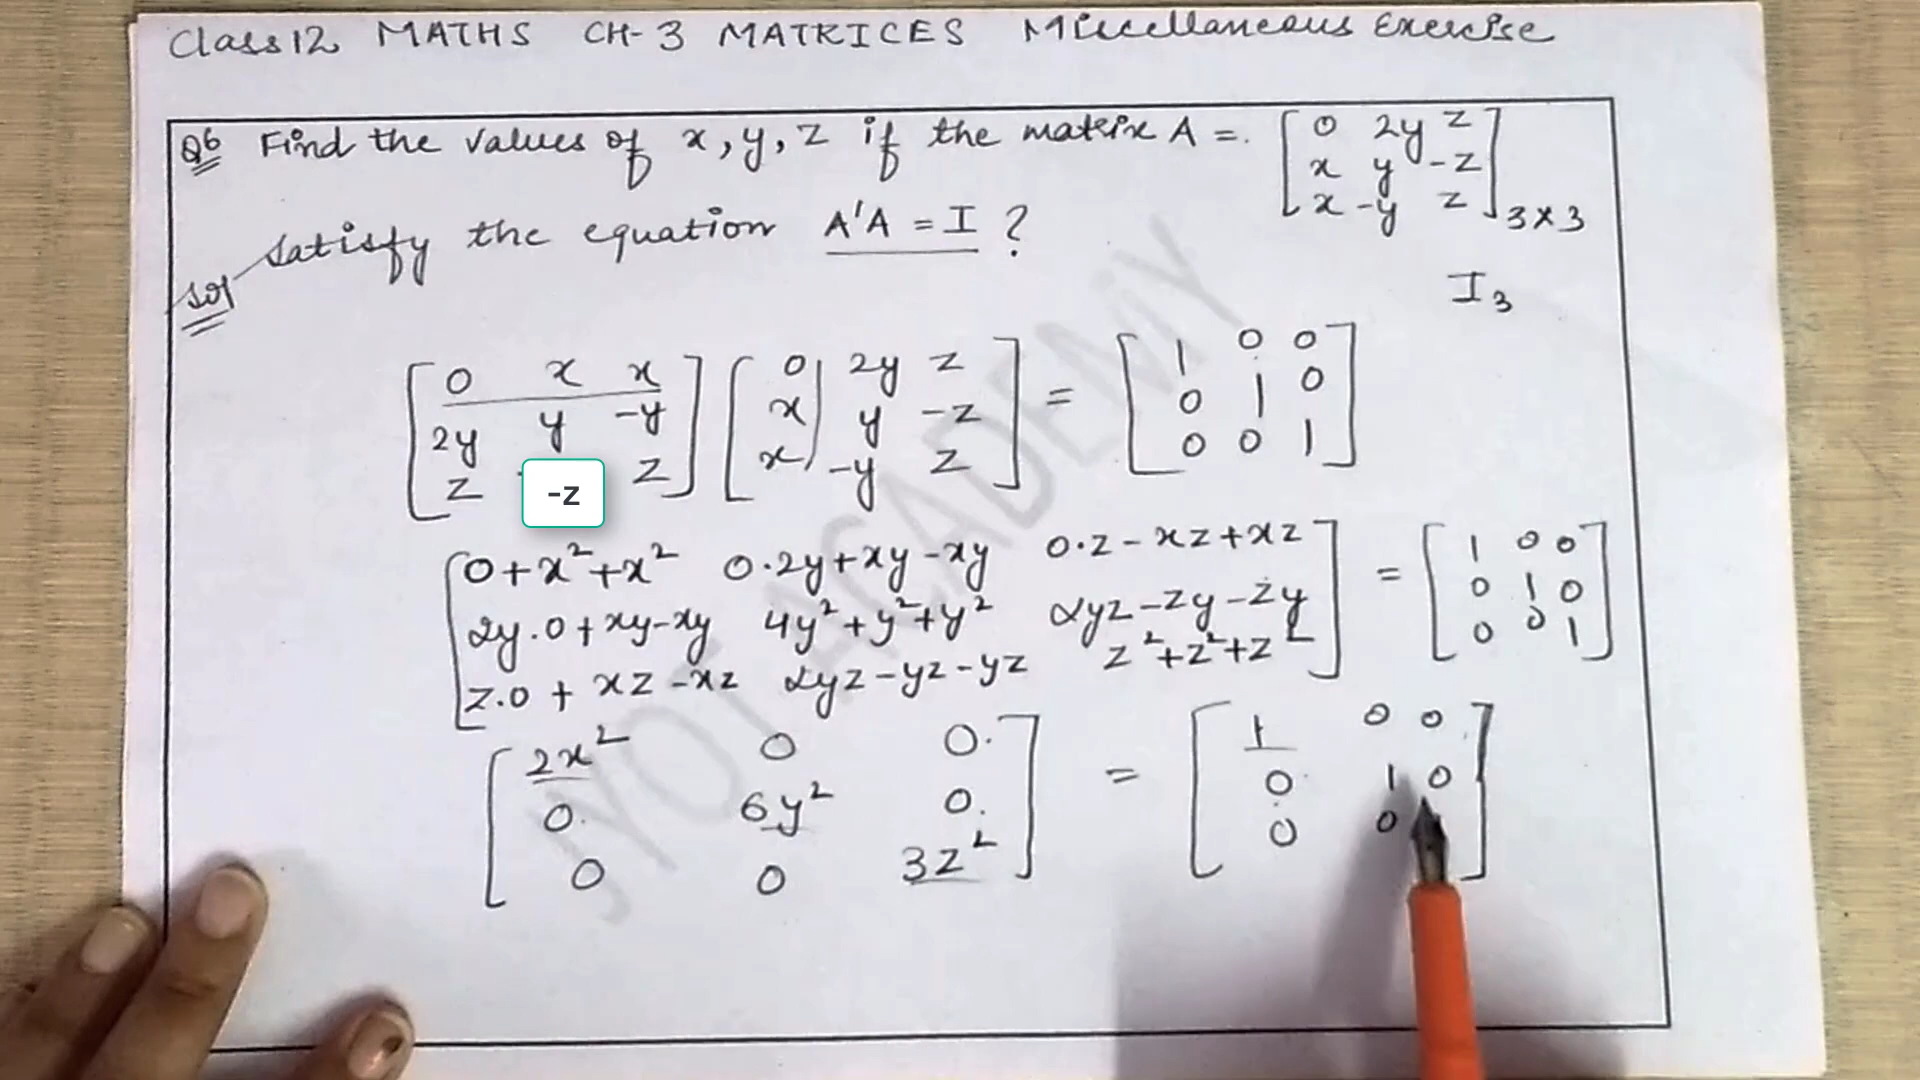 Class 12 MATHS CH-3 MATRICES Miscellaneous Exercise
Q6 Find the values of x, y, z if the matrix A = [0 2y z
x y -z
x -y z] 3×3
satisfy the equation A'A = I ?
Sol
I3
[0 x x] [0 2y z] = [1 0 0]
[2y y -y] [x y -z] [0 1 0]
[z -z z] [x -y z] [0 0 1]
[0+x²+x² 0·2y+xy-xy 0·z-xz+xz] = [1 0 0]
[2y·0+xy-xy 4y²+y²+y² 2yz-zy-zy] [0 1 0]
[z·0+xz-xz 2yz-yz-yz z²+z²+z²] [0 0 1]
[2x² 0 0·] = [1 0 0]
[0· 6y² 0·] [0 1 0]
[0 0 3z²] [0 0]
JYOT ACADEMY